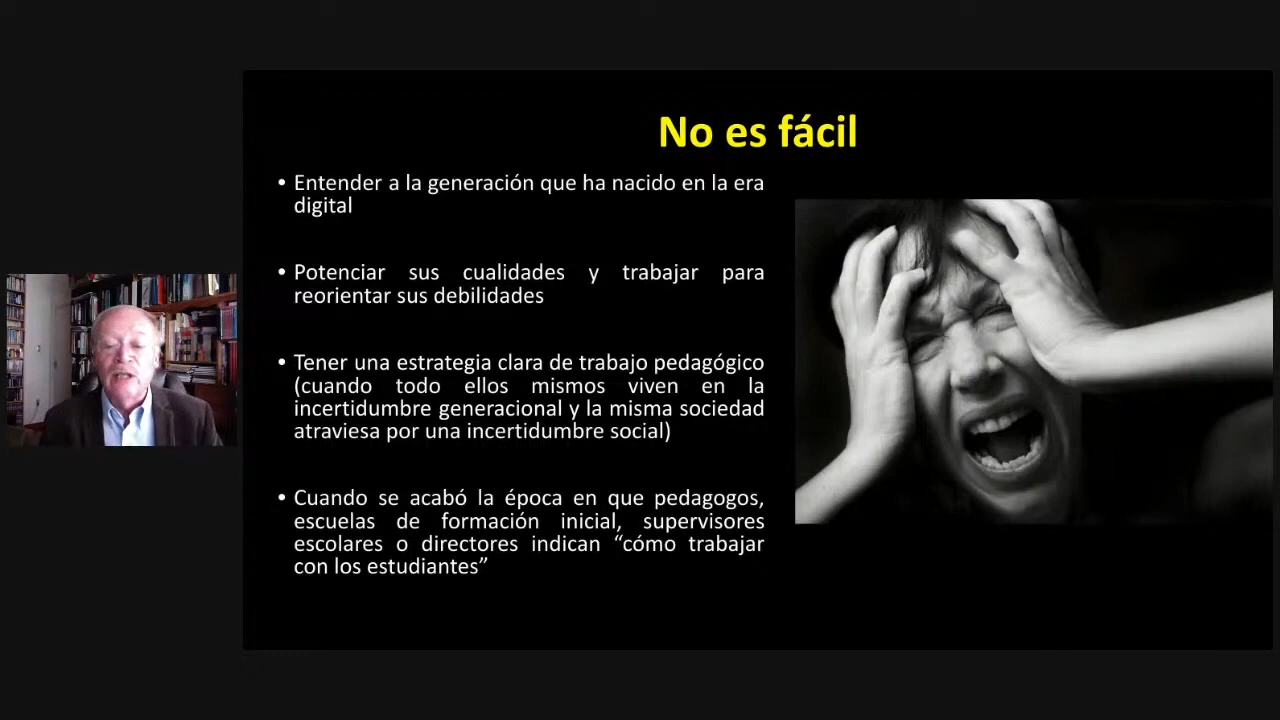 No es fácil
• Entender a la generación que ha nacido en la era
digital
• Potenciar sus cualidades y trabajar para
reorientar sus debilidades
• Tener una estrategia clara de trabajo pedagógico
(cuando todo ellos mismos viven en la
incertidumbre generacional y la misma sociedad
atraviesa por una incertidumbre social)
• Cuando se acabó la época en que pedagogos,
escuelas de formación inicial, supervisores
escolares o directores indican “cómo trabajar
con los estudiantes”